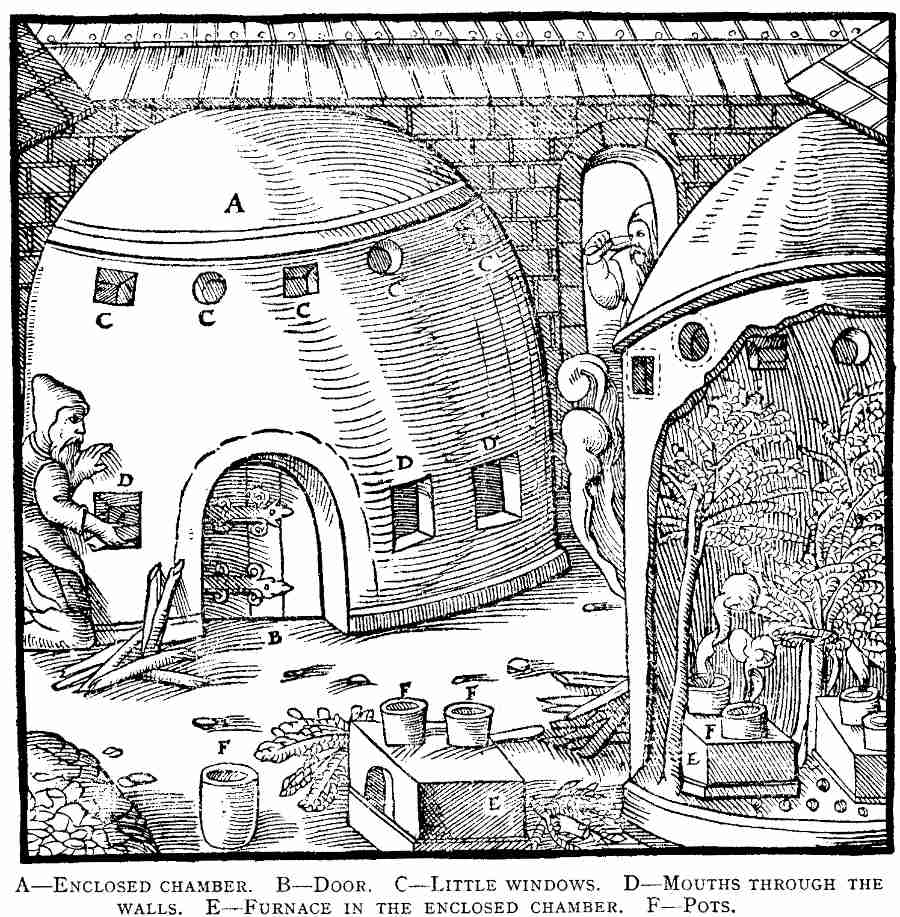 A
C
C
C
C
C
D
D
D
B
F
F
F
E
F
E
A—ENCLOSED CHAMBER. B—DOOR. C—LITTLE WINDOWS. D—MOUTHS THROUGH THE
WALLS. E—FURNACE IN THE ENCLOSED CHAMBER. F—POTS.